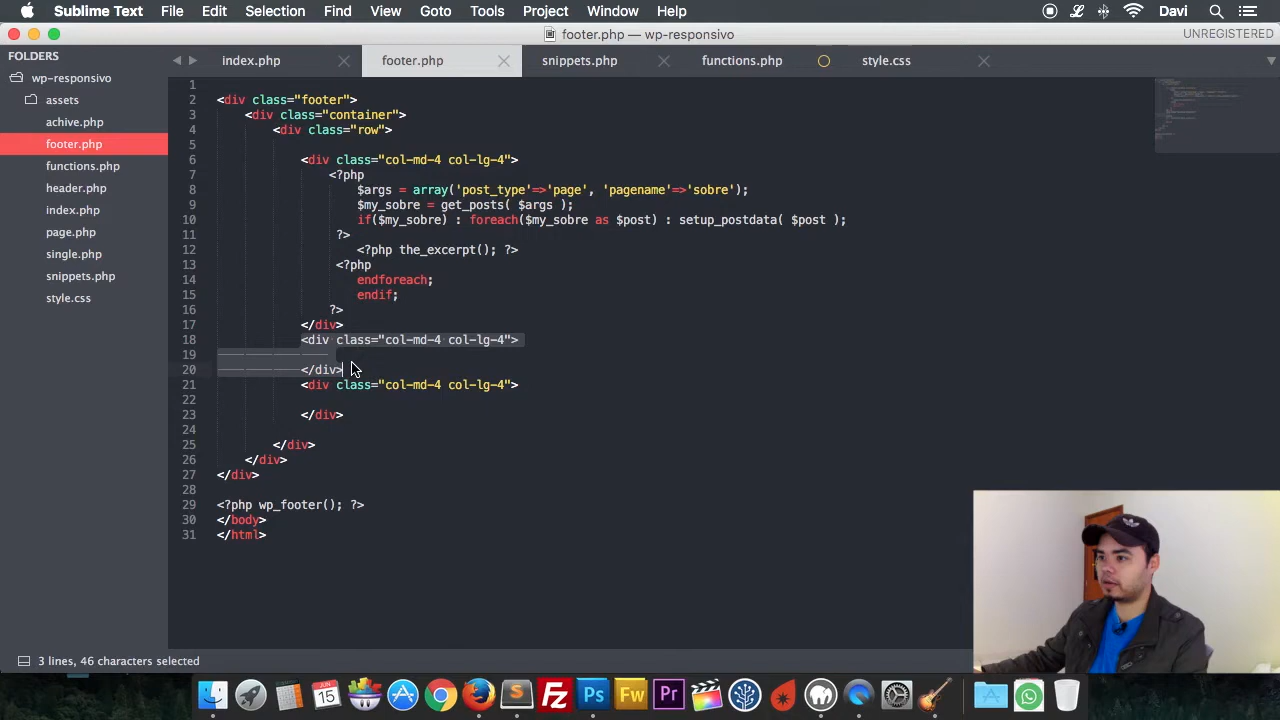 Sublime Text File Edit Selection Find View Goto Tools Project Window Help Davi
footer.php — wp-responsivo UNREGISTERED
FOLDERS
wp-responsivo
assets
achive.php
footer.php
functions.php
header.php
index.php
page.php
single.php
snippets.php
style.css
index.php footer.php snippets.php functions.php style.css
1
2 <div class="footer">
3 <div class="container">
4 <div class="row">
5
6 <div class="col-md-4 col-lg-4">
7 <?php
8 $args = array('post_type'=>'page', 'pagename'=>'sobre');
9 $my_sobre = get_posts( $args );
10 if($my_sobre) : foreach($my_sobre as $post) : setup_postdata( $post );
11 ?>
12 <?php the_excerpt(); ?>
13 <?php
14 endforeach;
15 endif;
16 ?>
17 </div>
18 <div class="col-md-4 col-lg-4">
19
20 </div>
21 <div class="col-md-4 col-lg-4">
22
23 </div>
24
25 </div>
26 </div>
27 </div>
28
29 <?php wp_footer(); ?>
30 </body>
31 </html>
3 lines, 46 characters selected
JUN
15
S
Fz
Ps
Fw
Pr